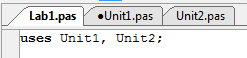 Lab1.pas •Unit1.pas Unit2.pas
uses Unit1, Unit2;